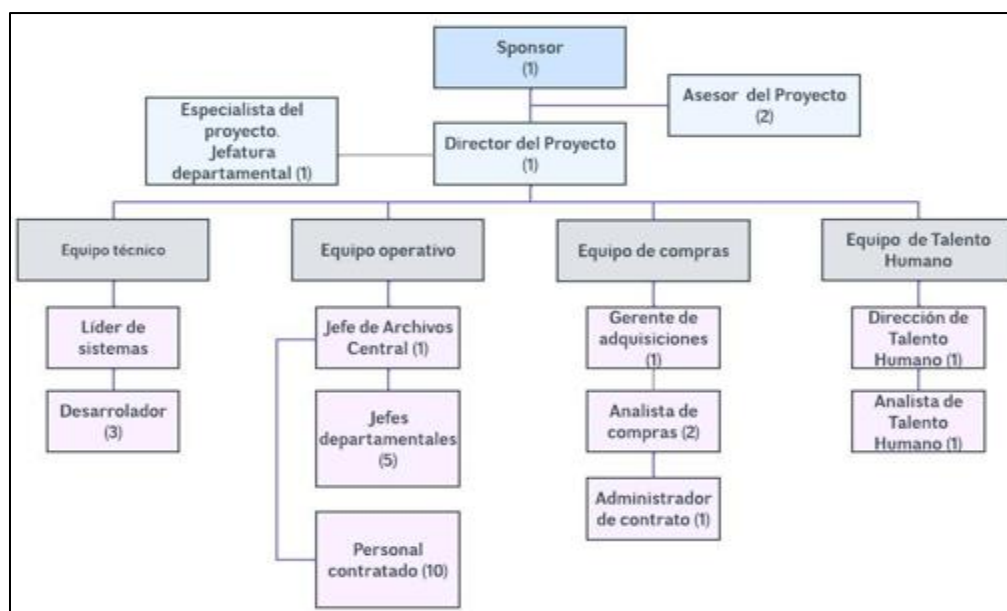 Sponsor
(1)
Asesor del Proyecto
(2)
Especialista del
proyecto.
Jefatura
departamental (1)
Director del Proyecto
(1)
Equipo técnico
Equipo operativo
Equipo de compras
Equipo de Talento
Humano
Líder de
sistemas
Jefe de Archivos
Central (1)
Gerente de
adquisiciones
(1)
Dirección de
Talento
Humano (1)
Desarrolador
(3)
Jefes
departamentales
(5)
Analista de
compras (2)
Analista de
Talento
Humano (1)
Administrador
de contrato (1)
Personal
contratado (10)